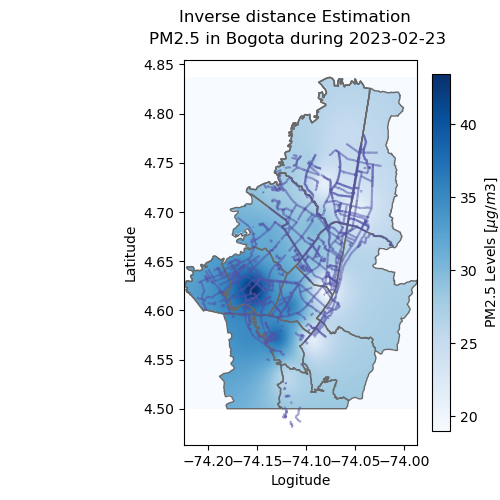 Inverse distance Estimation
PM2.5 in Bogota during 2023-02-23
4.85
4.80
4.75
4.70
4.65
4.60
4.55
4.50
Latitude
−74.20 −74.15 −74.10 −74.05 −74.00
Logitude
40
35
30
25
20
PM2.5 Levels [μg/m3]